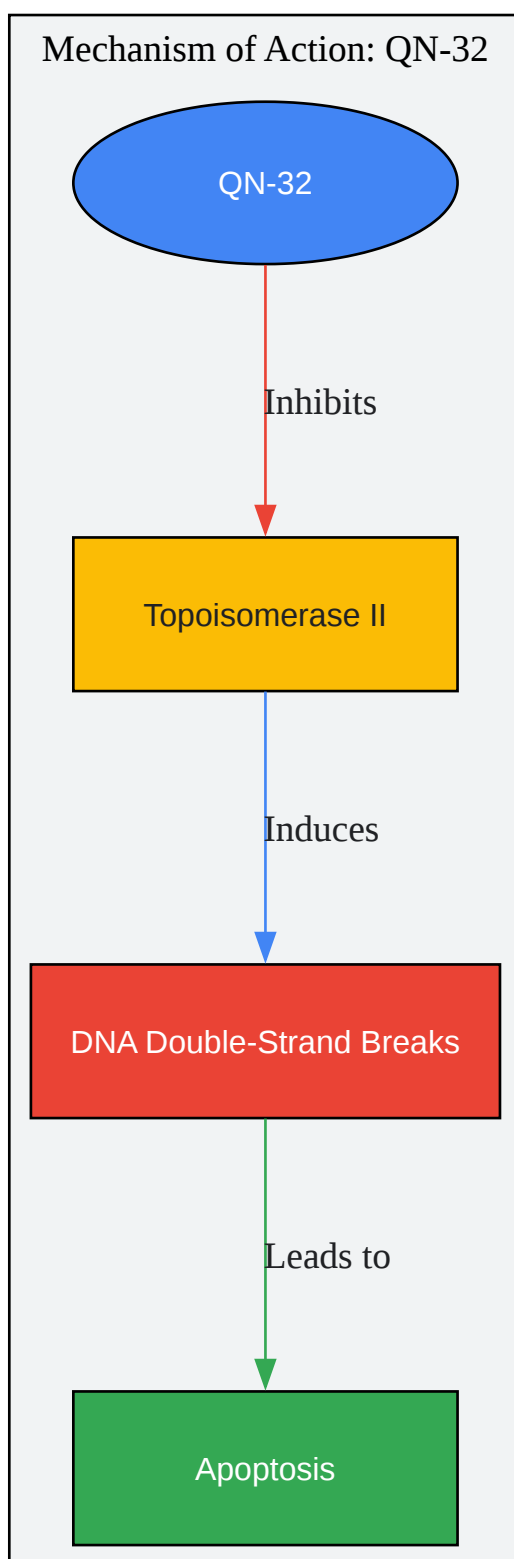 Mechanism of Action: QN-32
QN-32
Inhibits
Topoisomerase II
Induces
DNA Double-Strand Breaks
Leads to
Apoptosis